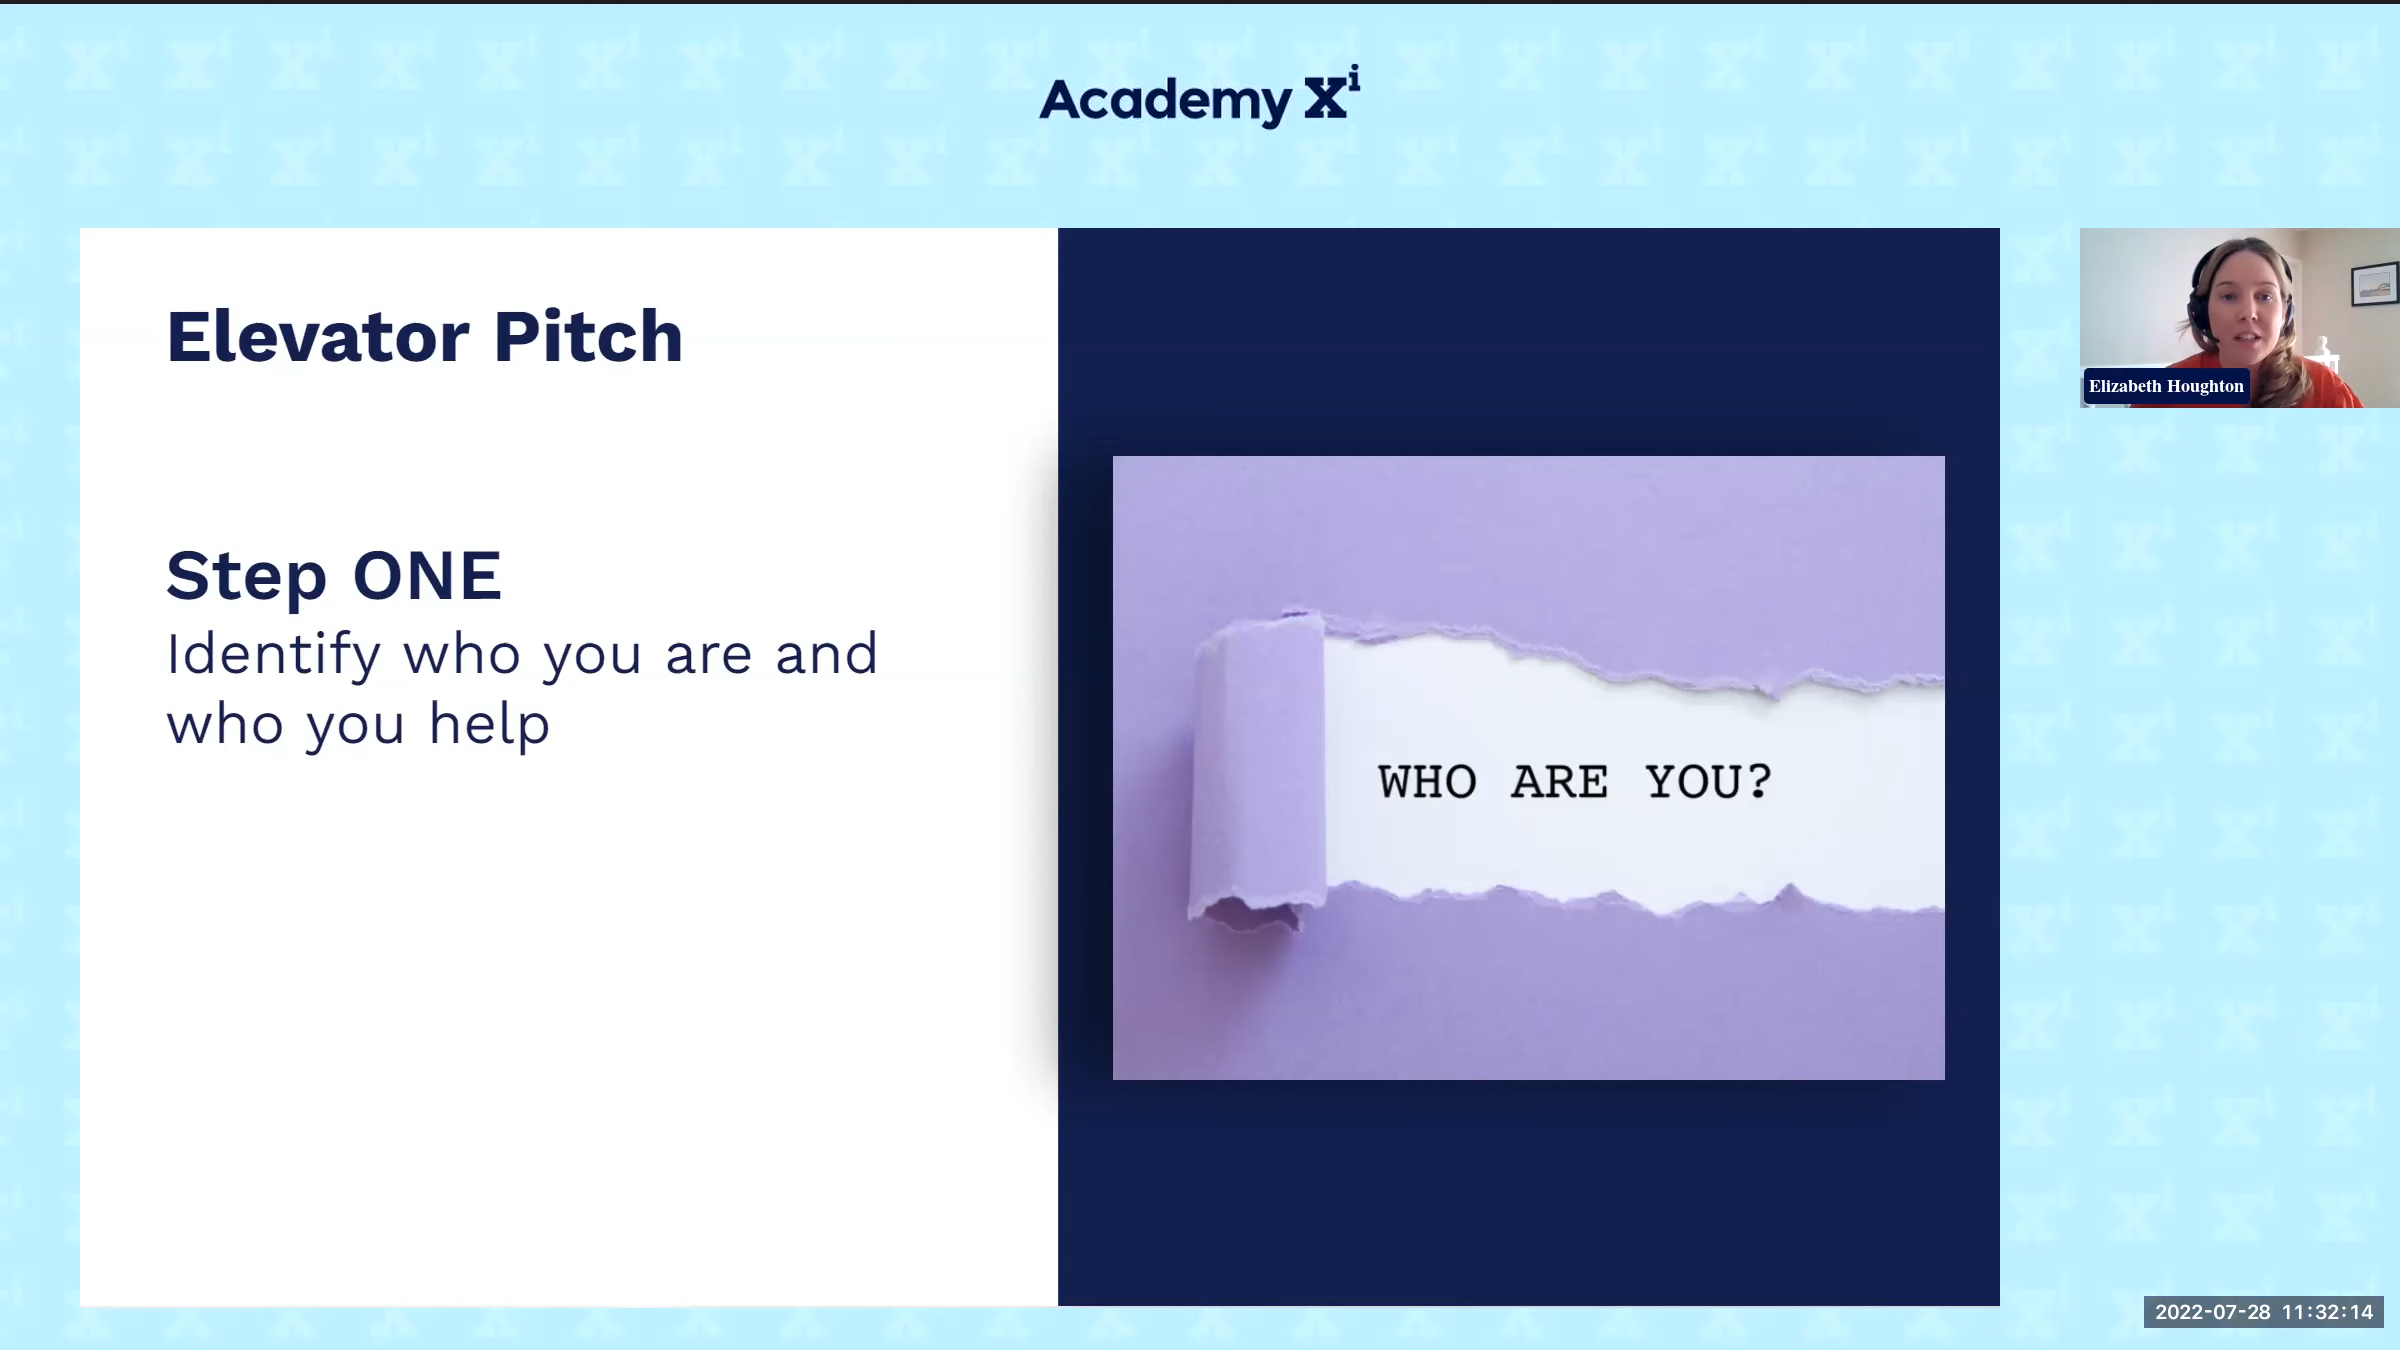 Academy Xi
Elevator Pitch
Step ONE
Identify who you are and
who you help
WHO ARE YOU?
Elizabeth Houghton
2022-07-28 11:32:14